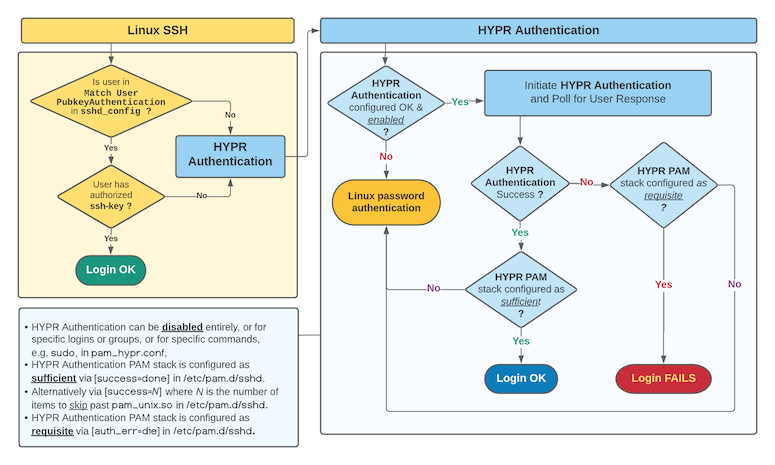 Linux SSH
HYPR Authentication
Is user in
Match User
PubkeyAuthentication
in sshd_config ?
No
Yes
HYPR
Authentication
User has
authorized
ssh-key ?
No
Yes
Login OK
HYPR
Authentication
configured OK &
enabled
?
Yes
No
Initiate HYPR Authentication
and Poll for User Response
Linux password
authentication
HYPR
Authentication
Success ?
No
Yes
HYPR PAM
stack configured as
requisite
?
Yes
No
HYPR PAM
stack configured as
sufficient
?
No
Yes
Login OK
Login FAILS
• HYPR Authentication can be disabled entirely, or for
specific logins or groups, or for specific commands,
e.g, sudo, in pam_hypr.conf,
• HYPR Authentication PAM stack is configured as
sufficient via [success=done] in /etc/pam.d/sshd.
• Alternatively via [success=N] where N is the number of
items to skip past pam_unix.so in /etc/pam.d/sshd.
• HYPR Authentication PAM stack is configured as
requisite via [auth_err=die] in /etc/pam.d/sshd.